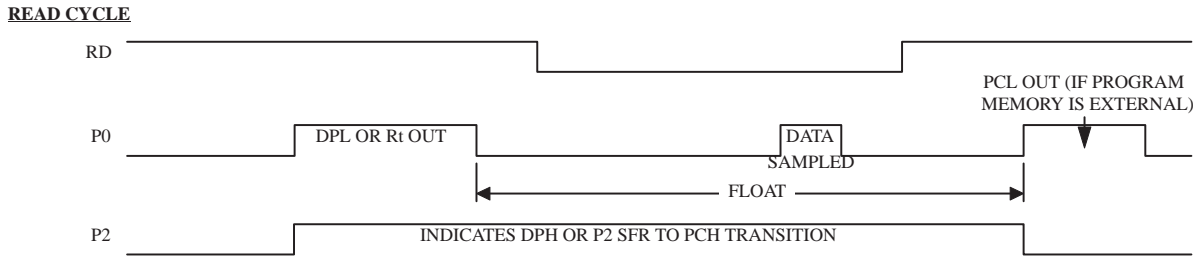 READ CYCLE
RD
PCL OUT (IF PROGRAM
MEMORY IS EXTERNAL)
P0
DPL OR Rt OUT
DATA
SAMPLED
FLOAT
P2
INDICATES DPH OR P2 SFR TO PCH TRANSITION